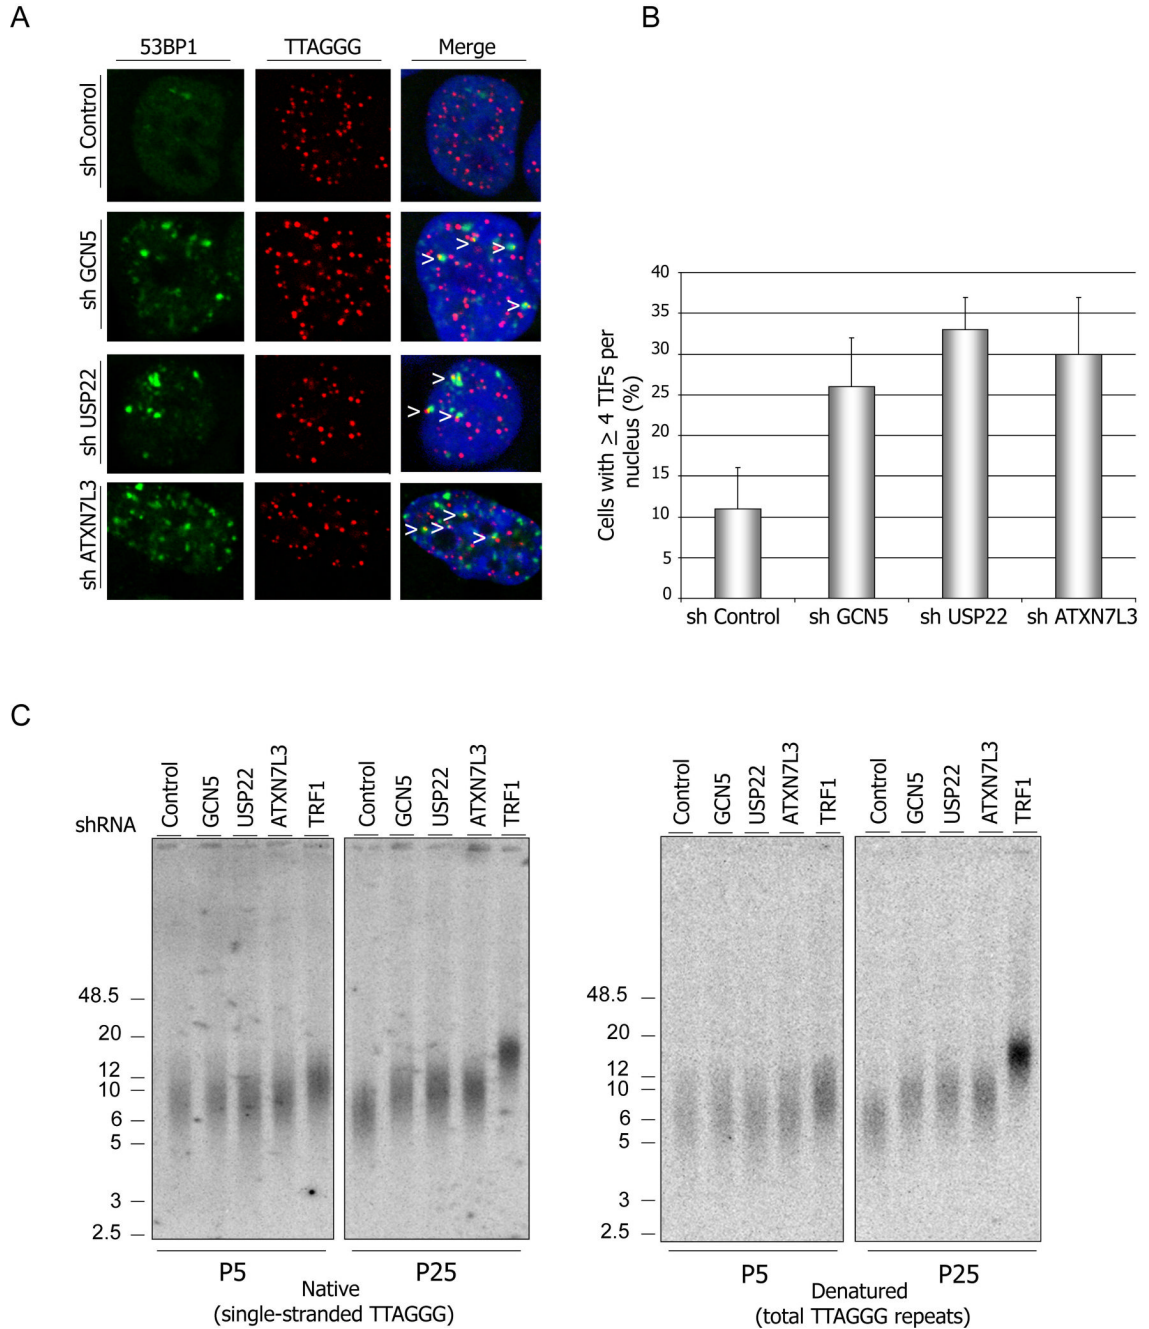 A
B
53BP1 TTAGGG Merge
sh Control
sh GCN5
sh USP22
sh ATXN7L3
> > > >
> > >
> > > >
Cells with ≥ 4 TIFs per
nucleus (%)
40
35
30
25
20
15
10
5
0
sh Control sh GCN5 sh USP22 sh ATXN7L3
C
shRNA
Control GCN5 USP22 ATXN7L3 TRF1 Control GCN5 USP22 ATXN7L3 TRF1
48.5
20
12
10
6
5
3
2.5
P5 P25
Native
(single-stranded TTAGGG)
Control GCN5 USP22 ATXN7L3 TRF1 Control GCN5 USP22 ATXN7L3 TRF1
48.5
20
12
10
6
5
3
2.5
P5 P25
Denatured
(total TTAGGG repeats)